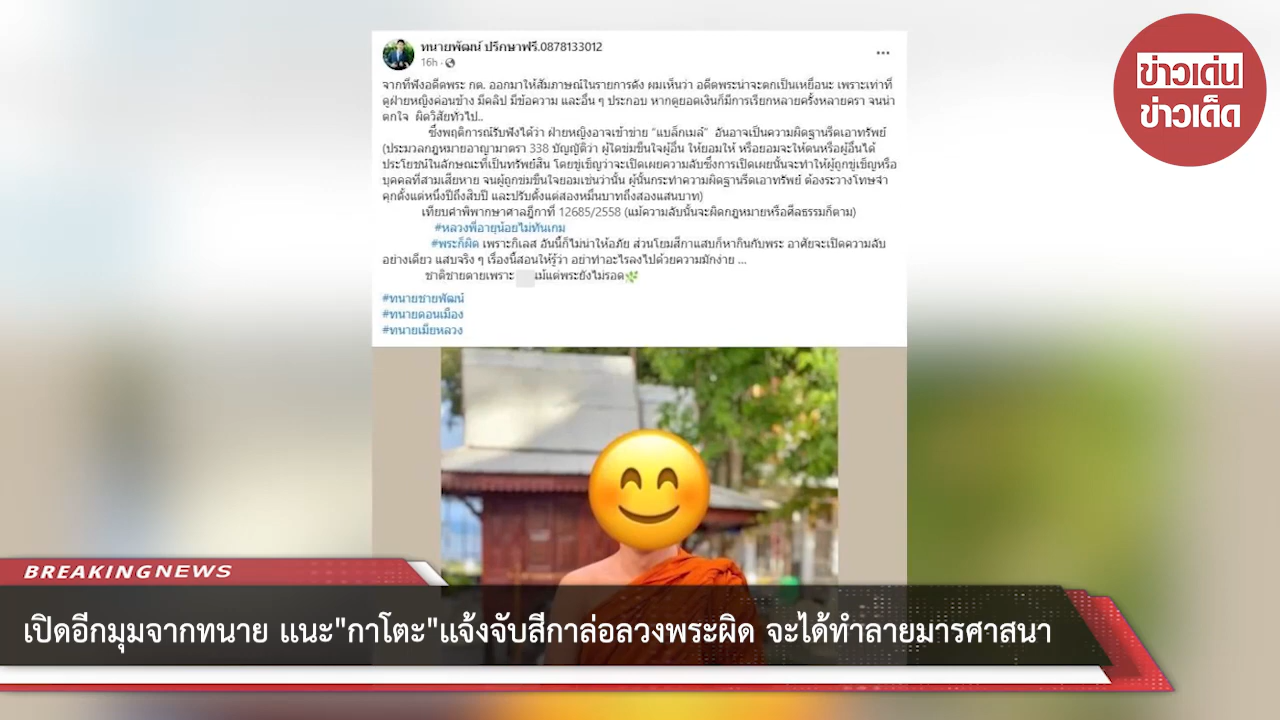 ทนายพัฒน์ ปรึกษาฟรี.0878133012
16h
ข่าวเด่น
ข่าวเด็ด
จากที่ฟังอดีตพระ กต. ออกมาให้สัมภาษณ์ในรายการดัง ผมเห็นว่า อดีตพระน่าจะตกเป็นเหยื่อนะ เพราะเท่าที่
ดูฝ่ายหญิงค่อนข้าง มีคลิป มีข้อความ และอื่น ๆ ประกอบ หากดูยอดเงินก็มีการเรียกหลายครั้งหลายครา จนน่า
ตกใจ ผิดวิสัยทั่วไป..
ซึ่งพฤติการณ์รับฟังได้ว่า ฝ่ายหญิงอาจเข้าข่าย "แบล็กเมล์" อันอาจเป็นความผิดฐานรีดเอาทรัพย์
(ประมวลกฎหมายอาญามาตรา 338 บัญญัติว่า ผู้ใดข่มขืนใจผู้อื่น ให้ยอมให้ หรือยอมจะให้ตนหรือผู้อื่นได้
ประโยชน์ในลักษณะที่เป็นทรัพย์สิน โดยขู่เข็ญว่าจะเปิดเผยความลับซึ่งการเปิดเผยนั้นจะทำให้ผู้ถูกขู่เข็ญหรือ
บุคคลที่สามเสียหาย จนผู้ถูกข่มขืนใจยอมเช่นว่านั้น ผู้นั้นกระทำความผิดฐานรีดเอาทรัพย์ ต้องระวางโทษจำ
คุกตั้งแต่หนึ่งปีถึงสิบปี และปรับตั้งแต่สองหมื่นบาทถึงสองแสนบาท)
เทียบคำพิพากษาศาลฎีกาที่ 12685/2558 (แม้ความลับนั้นจะผิดกฎหมายหรือศีลธรรมก็ตาม)
#หลวงพี่อายุน้อยไม่ทันเกม
#พระก็ผิด เพราะกิเลส อันนี้ก็ไม่น่าให้อภัย ส่วนโยมสีกาแสบก็หากินกับพระ อาศัยจะเปิดความลับ
อย่างเดียว แสบจริง ๆ เรื่องนี้สอนให้รู้ว่า อย่าทำอะไรลงไปด้วยความมักง่าย ...
ชาติชายตายเพราะ แม้แต่พระยังไม่รอด
#ทนายชายพัฒน์
#ทนายดอนเมือง
#ทนายเมียหลวง
BREAKING NEWS
เปิดอีกมุมจากทนาย แนะ"กาโตะ"แจ้งจับสีกาล่อลวงพระผิด จะได้ทำลายมารศาสนา